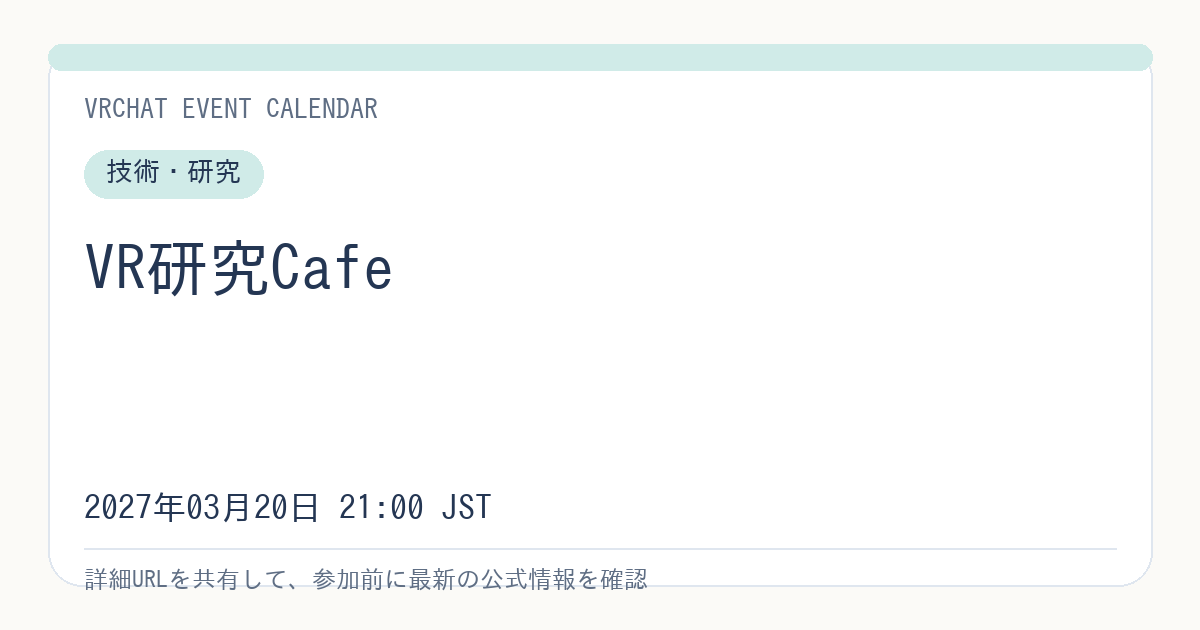 VRCHAT EVENT CALENDAR
技術・研究
VR研究Cafe
2027年03月20日 21:00 JST
詳細URLを共有して、参加前に最新の公式情報を確認